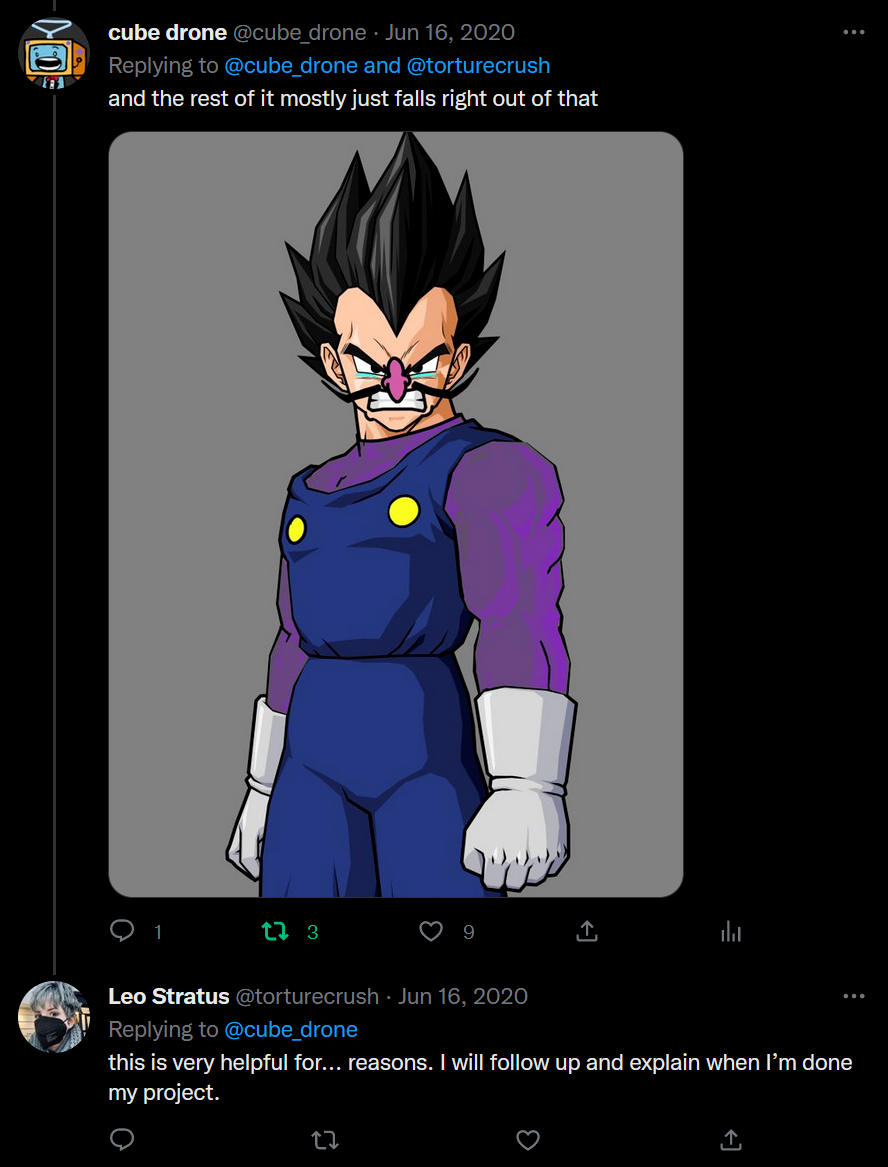 cube drone @cube_drone · Jun 16, 2020
Replying to @cube_drone and @torturecrush
and the rest of it mostly just falls right out of that
1 3 9
Leo Stratus @torturecrush · Jun 16, 2020
Replying to @cube_drone
this is very helpful for... reasons. I will follow up and explain when I’m done
my project.